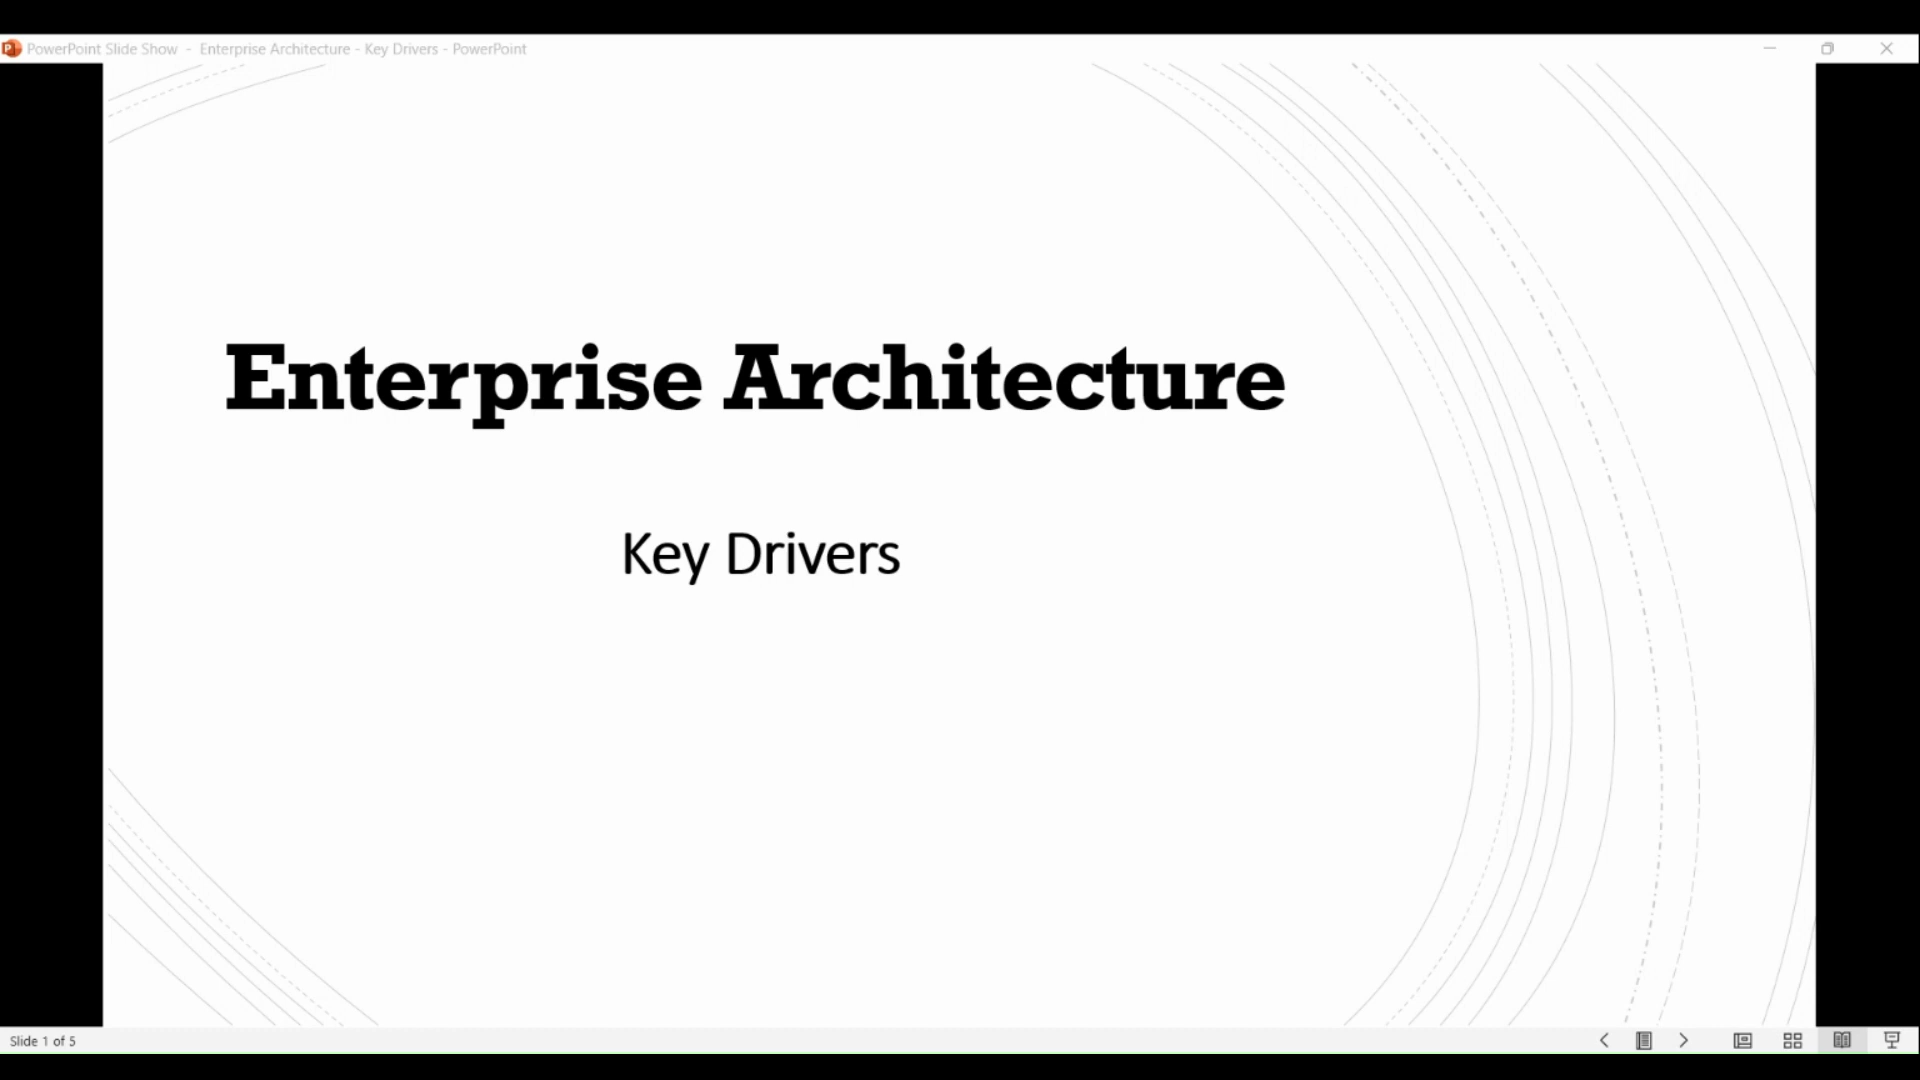 PowerPoint Slide Show - Enterprise Architecture - Key Drivers - PowerPoint
Enterprise Architecture
Key Drivers
Slide 1 of 5